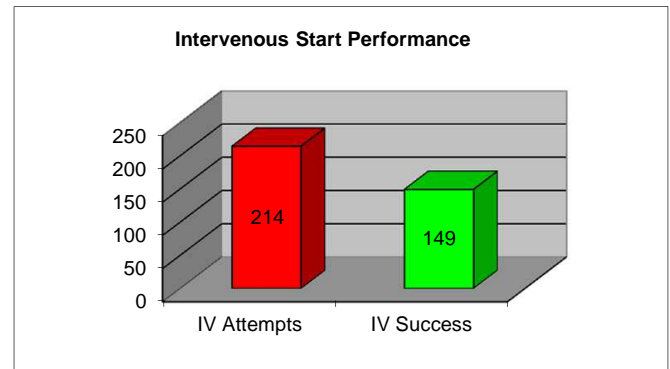 Intervenous Start Performance
250
200
150
100
50
0
214
149
IV Attempts
IV Success